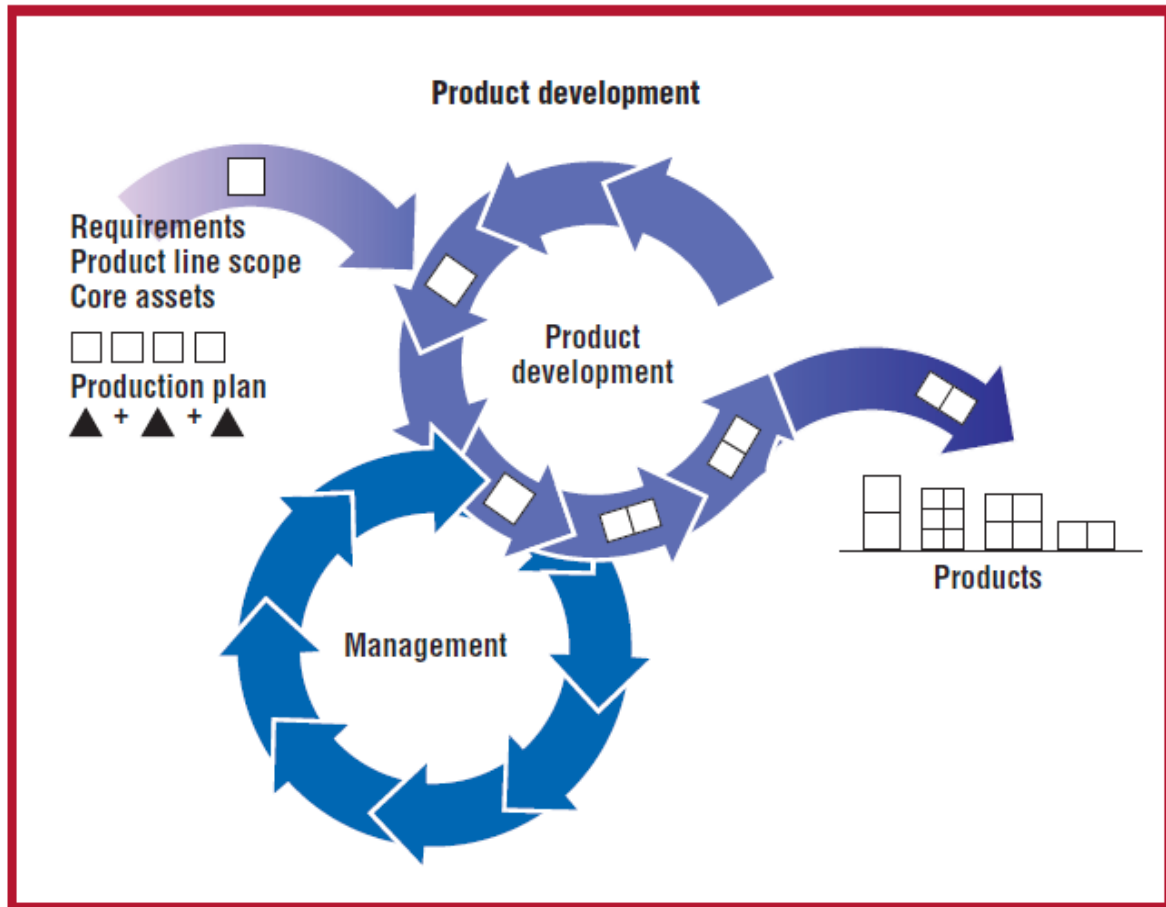 Product development
Requirements
Product line scope
Core assets
Production plan
+ +
Product
development
Products
Management